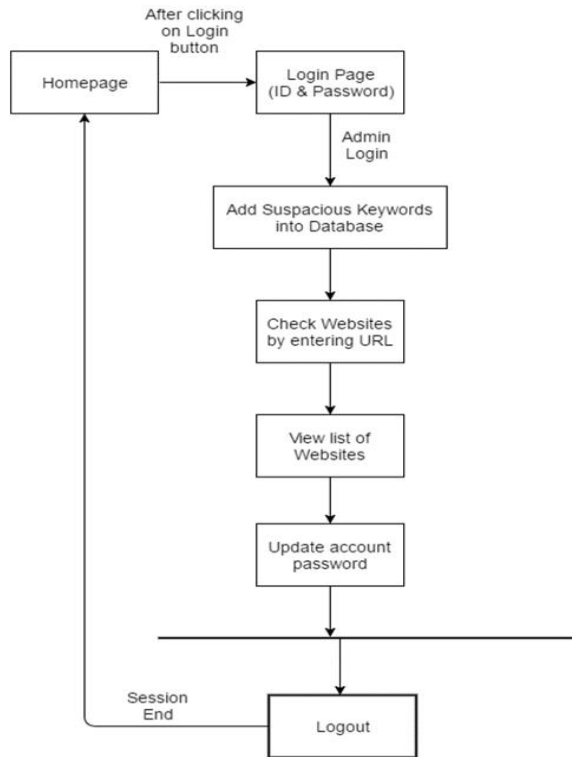 After clicking
on Login
button
Homepage
Login Page
(ID & Password)
Admin
Login
Add Suspacious Keywords
into Database
Check Websites
by entering URL
View list of
Websites
Update account
password
Session
End
Logout